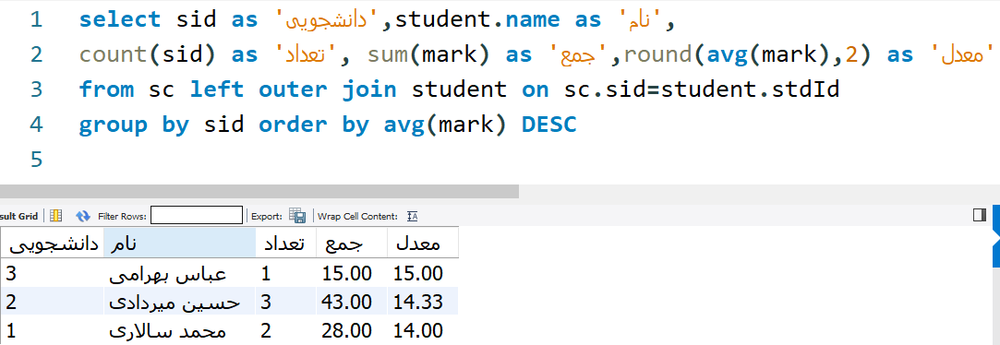 1 select sid as 'دانشجویی',student.name as 'نام',
2 count(sid) as 'تعداد', sum(mark) as 'جمع',round(avg(mark),2) as 'معدل'
3 from sc left outer join student on sc.sid=student.stdId
4 group by sid order by avg(mark) DESC
5
sult Grid Filter Rows: Export: Wrap Cell Content: IA
دانشجویی نام تعداد جمع معدل
3 عباس بهرامی 1 15.00 15.00
2 حسین میردادی 3 43.00 14.33
1 محمد سالاری 2 28.00 14.00